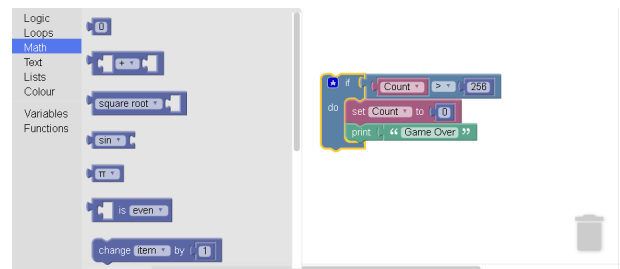 Logic
Loops
Math
Text
Lists
Colour
Variables
Functions
0
+
square root
sin
π
is even
change item by 1
if Count > 256
do set Count to 0
print “ Game Over ”